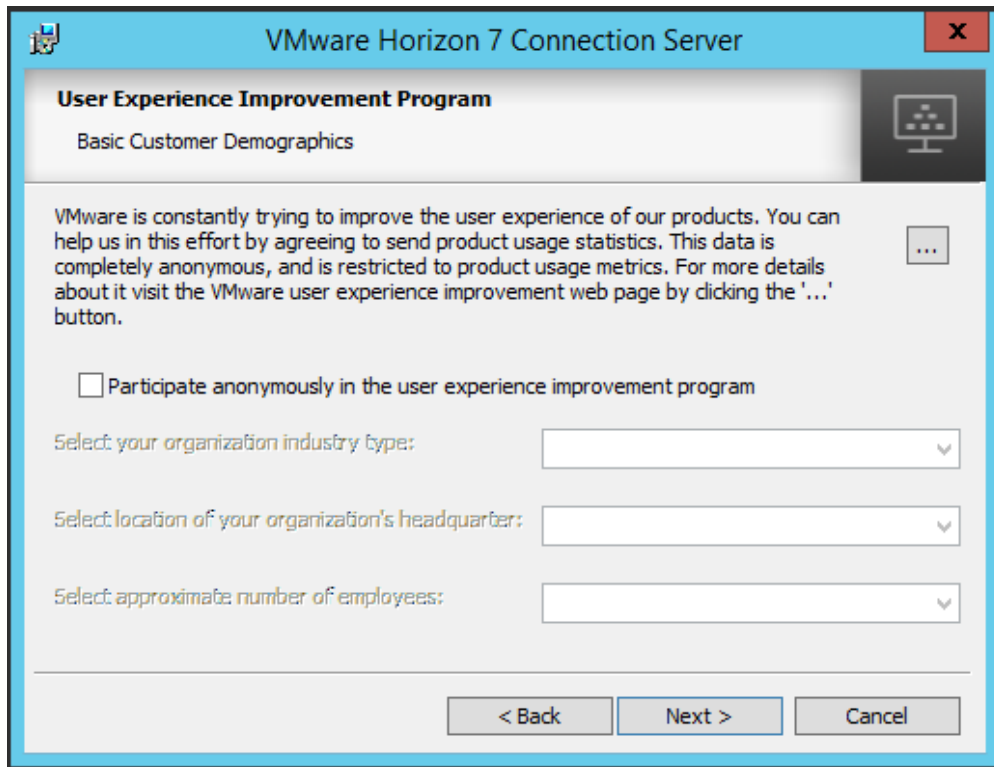 VMware Horizon 7 Connection Server
x
User Experience Improvement Program
Basic Customer Demographics
VMware is constantly trying to improve the user experience of our products. You can
help us in this effort by agreeing to send product usage statistics. This data is
completely anonymous, and is restricted to product usage metrics. For more details
about it visit the VMware user experience improvement web page by clicking the '...'
button.
...
Participate anonymously in the user experience improvement program
Select your organization industry type:
Select location of your organization's headquarter:
Select approximate number of employees:
< Back
Next >
Cancel